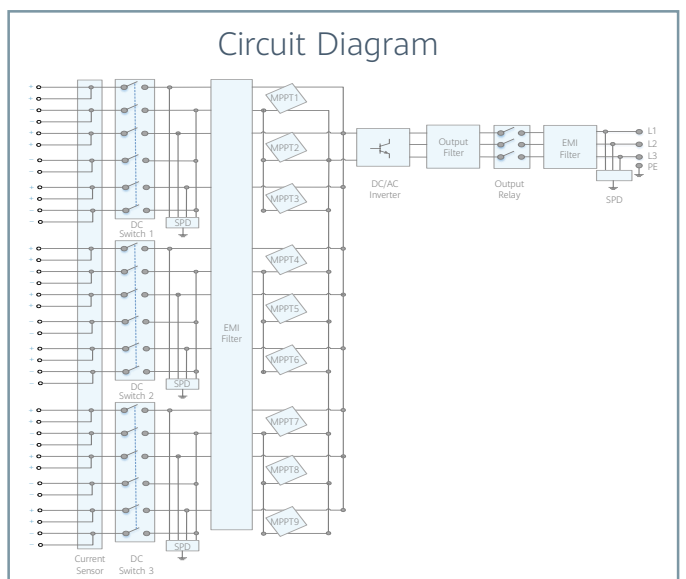 Circuit Diagram
MPPT1
MPPT2
MPPT3
SPD
DC
Switch 1
MPPT4
MPPT5
MPPT6
EMI
Filter
SPD
DC
Switch 2
MPPT7
MPPT8
MPPT9
SPD
Current
Sensor
DC
Switch 3
DC/AC
Inverter
Output
Filter
Output
Relay
EMI
Filter
L1
L2
L3
PE
SPD